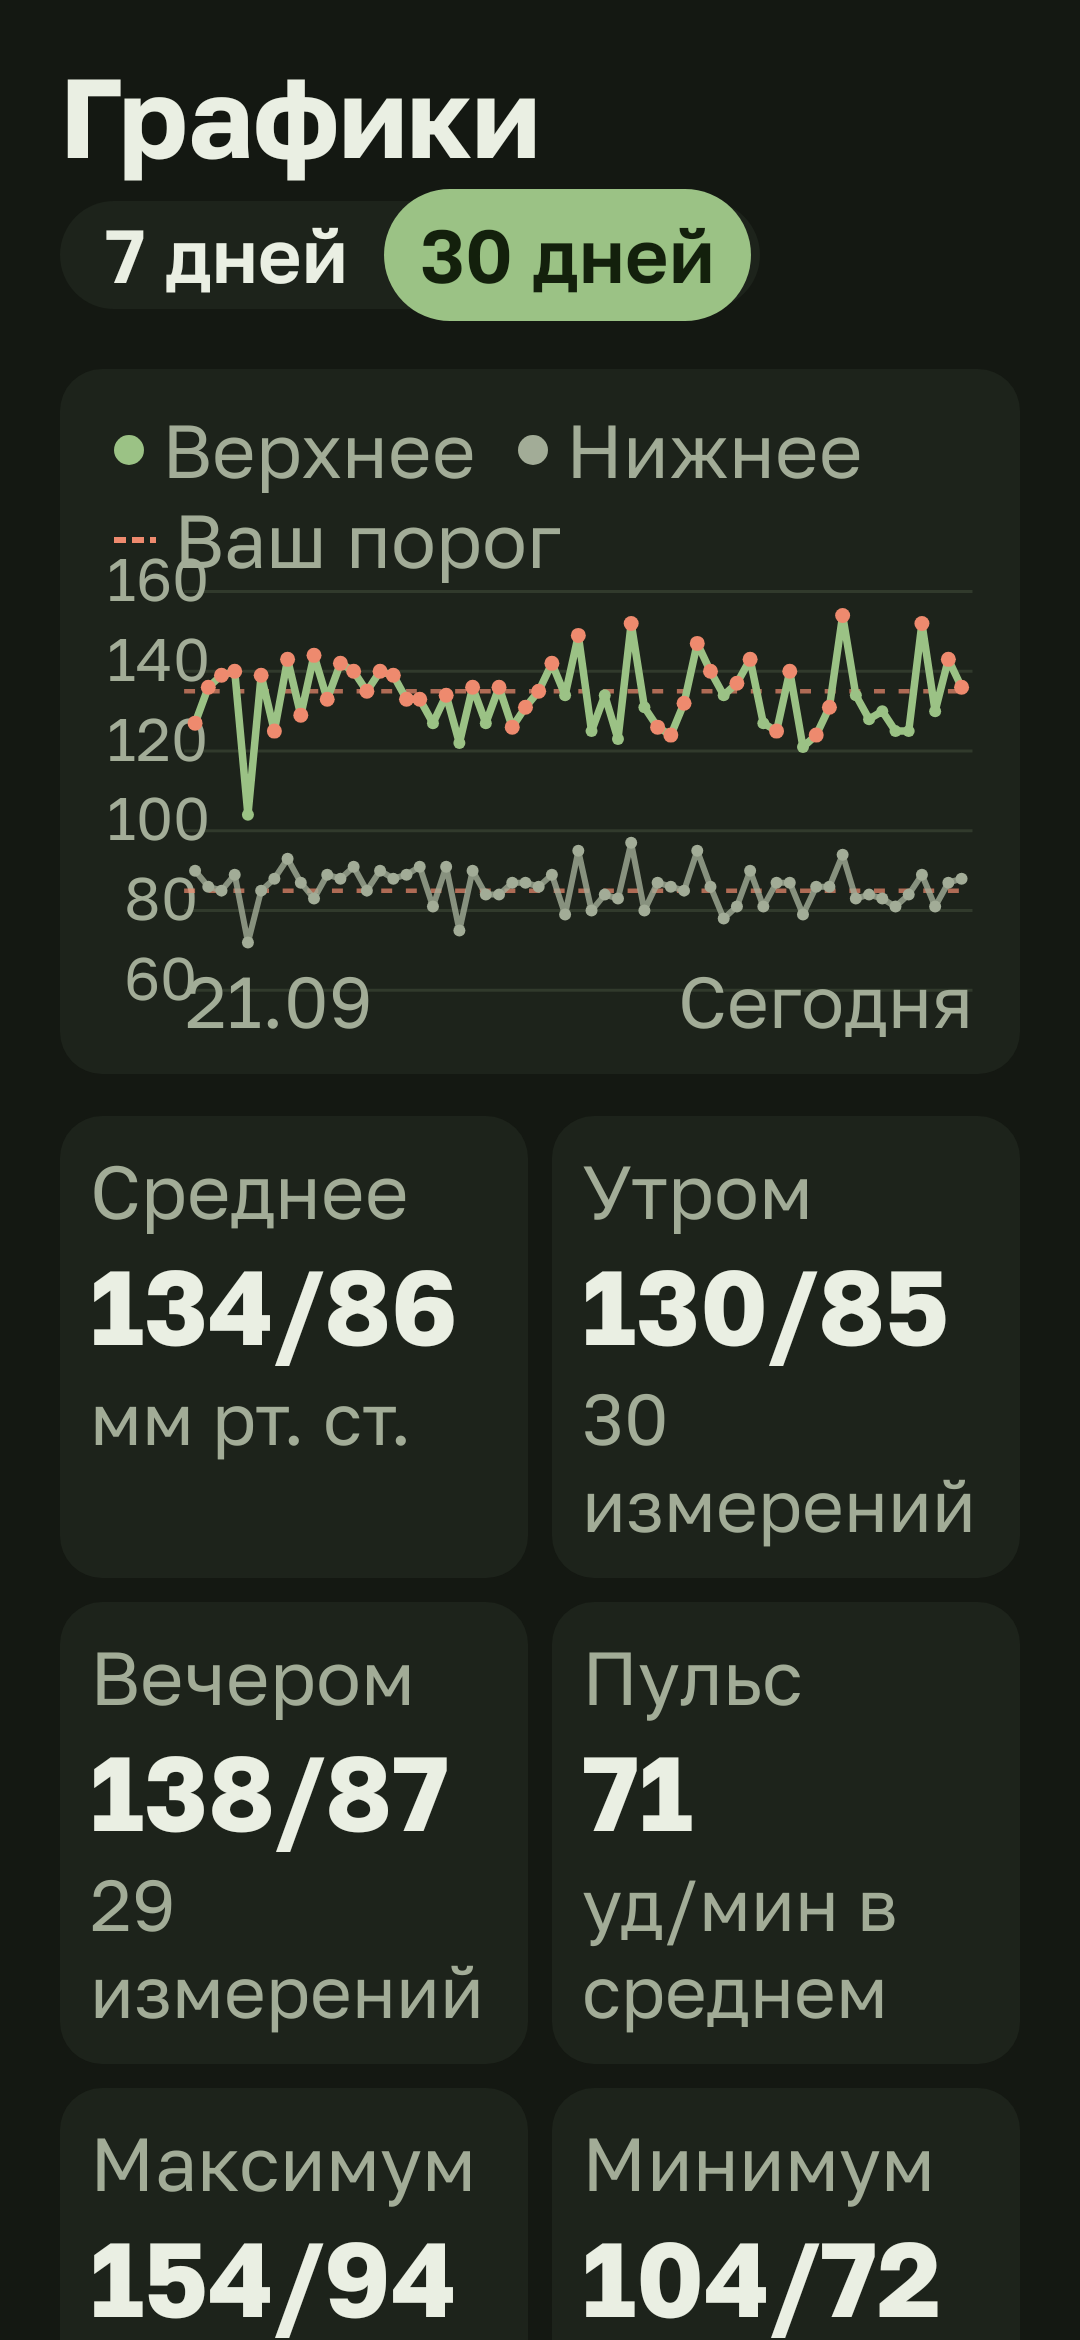 Графики
7 дней 30 дней
Верхнее Нижнее
Ваш порог
160
140
120
100
80
60
21.09 Сегодня
Среднее
134/86
мм рт. ст.
Утром
130/85
30
измерений
Вечером
138/87
29
измерений
Пульс
71
уд/мин в
среднем
Максимум
154/94
Минимум
104/72